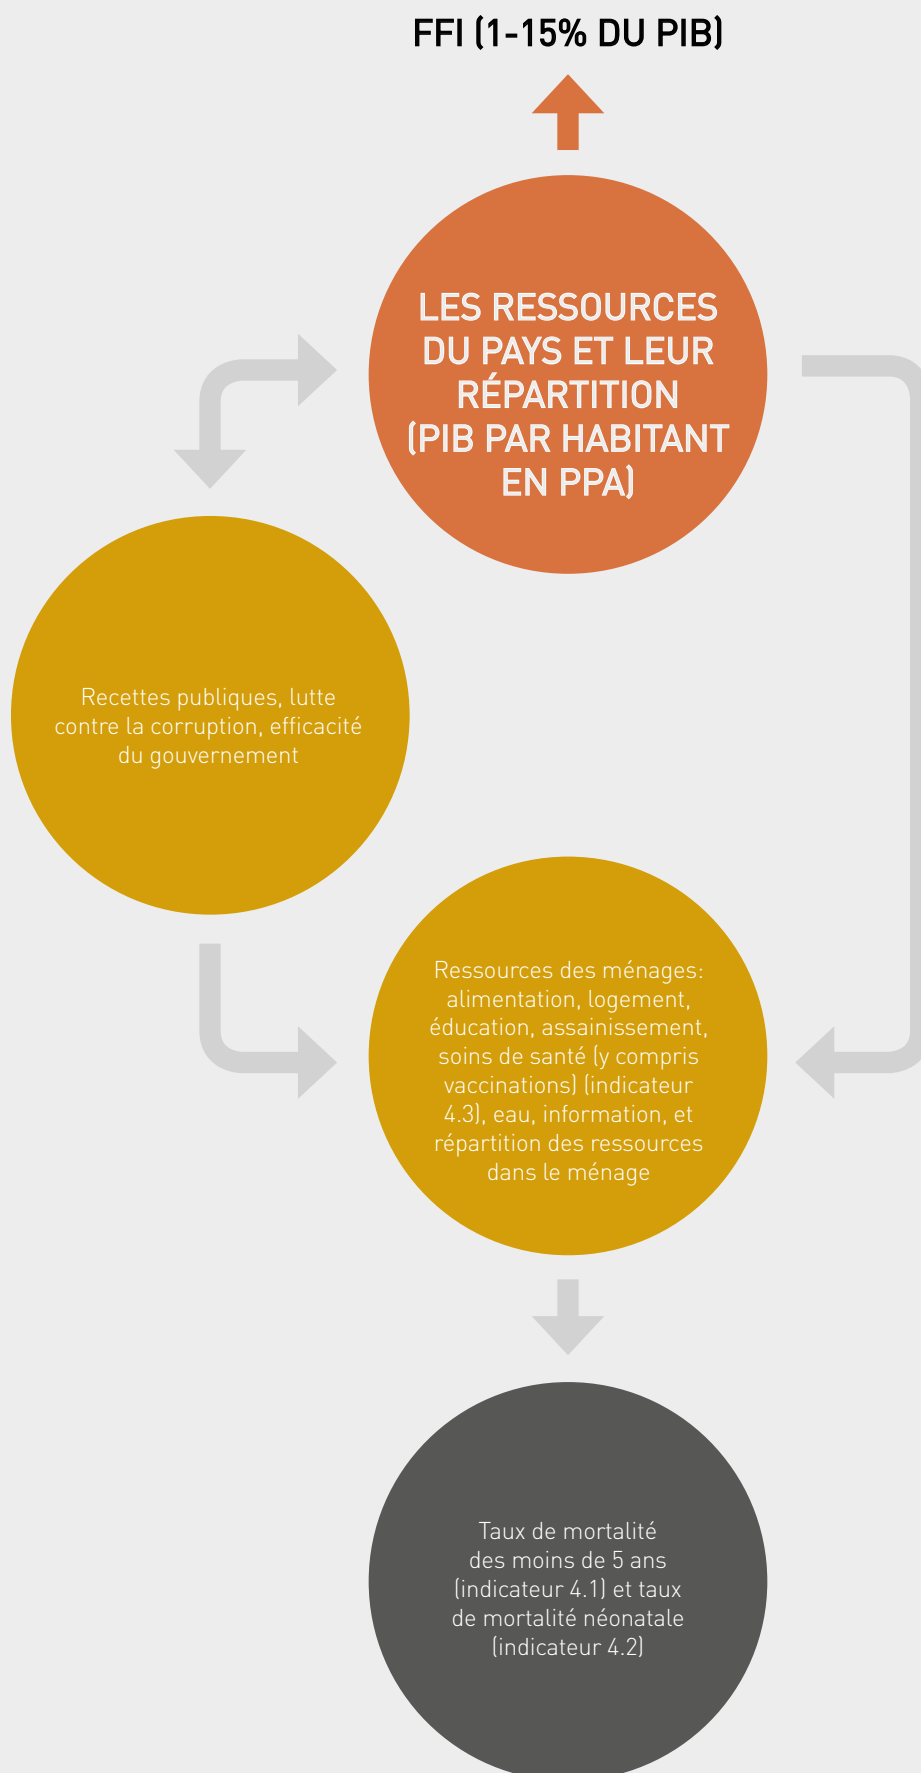 FFI (1-15% DU PIB)
LES RESSOURCES
DU PAYS ET LEUR
RÉPARTITION
(PIB PAR HABITANT
EN PPA)
Recettes publiques, lutte
contre la corruption, efficacité
du gouvernement
Ressources des ménages:
alimentation, logement,
éducation, assainissement,
soins de santé (y compris
vaccinations) (indicateur
4.3), eau, information, et
répartition des ressources
dans le ménage
Taux de mortalité
des moins de 5 ans
(indicateur 4.1) et taux
de mortalité néonatale
(indicateur 4.2)